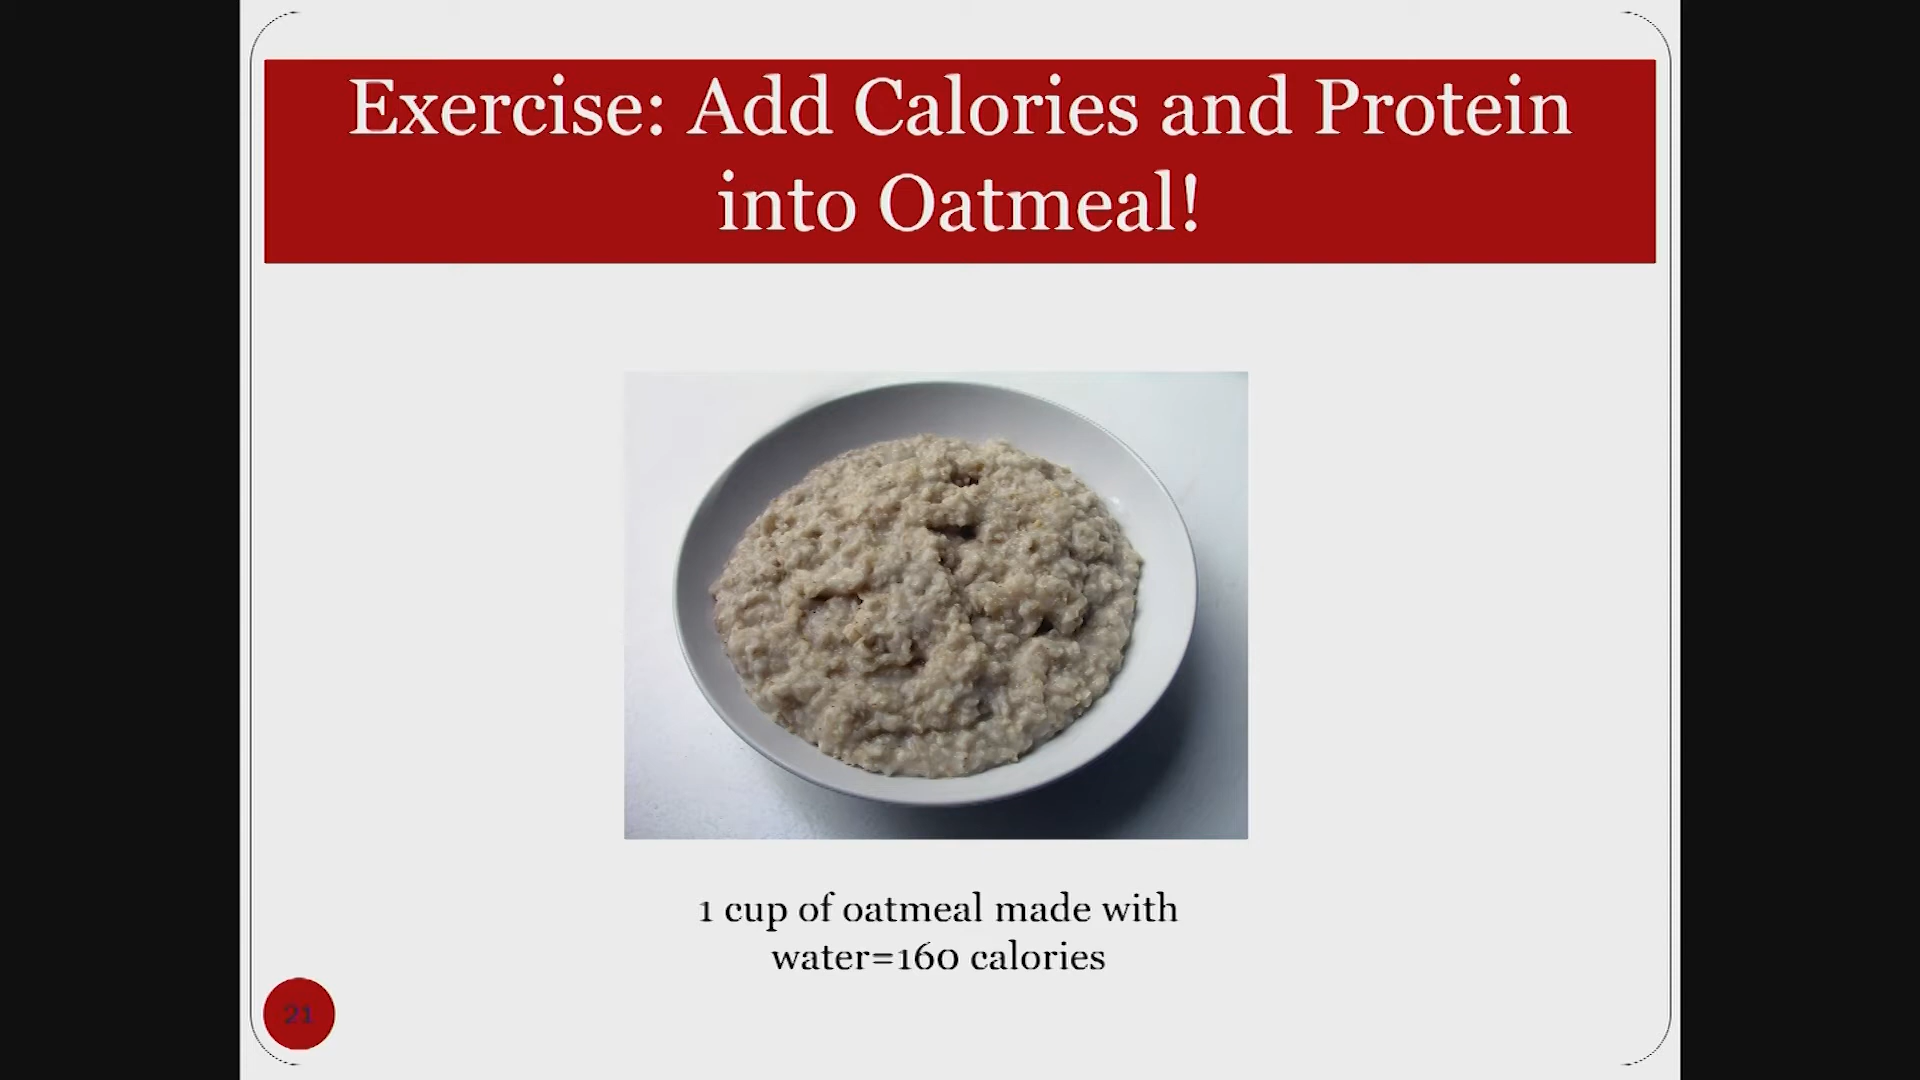 Exercise: Add Calories and Protein
into Oatmeal!
1 cup of oatmeal made with
water=160 calories
21